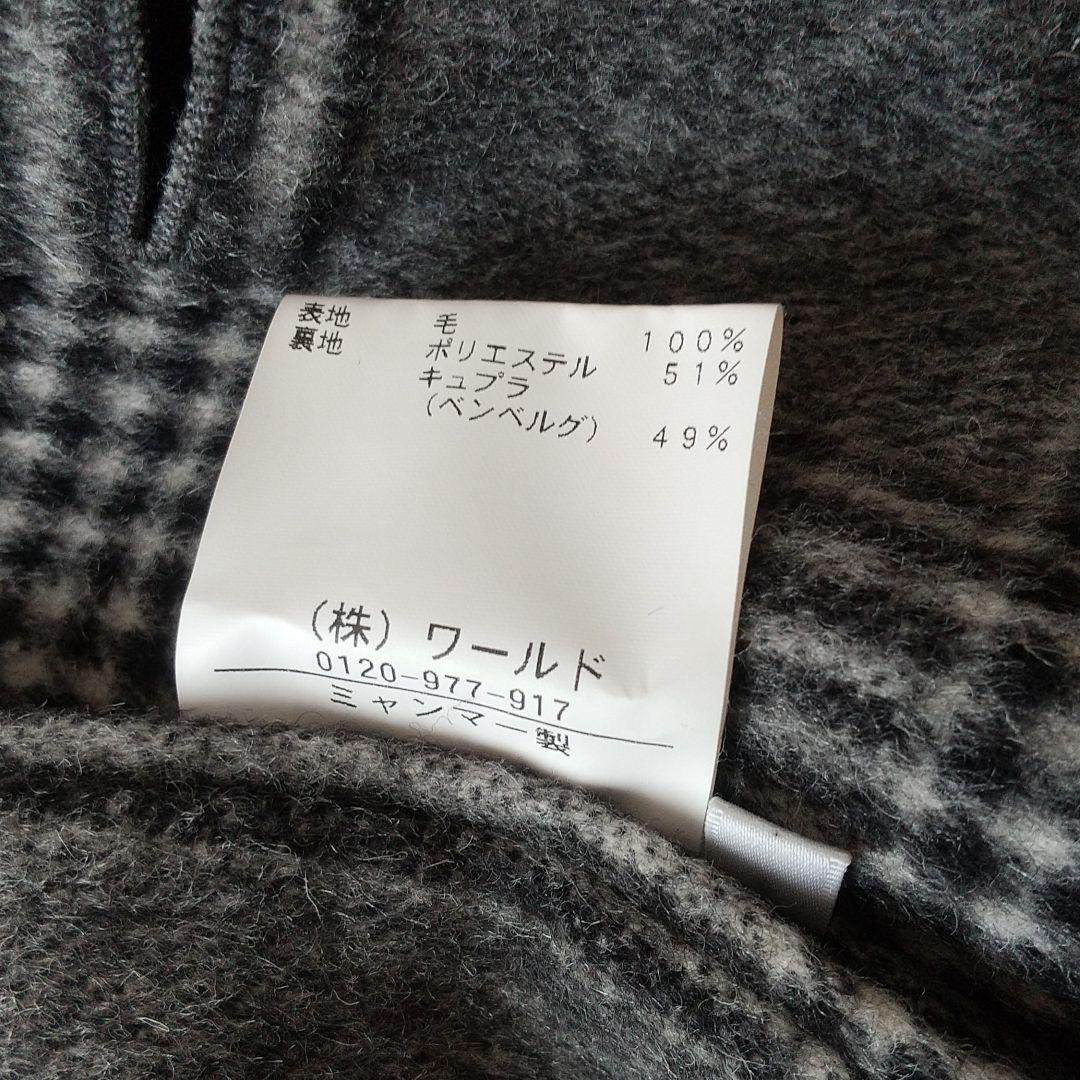 表地 毛 100%
裏地 ポリエステル 51%
キュプラ
(ベンベルグ) 49%
(株) ワールド
0120-977-917
ミャンマー製